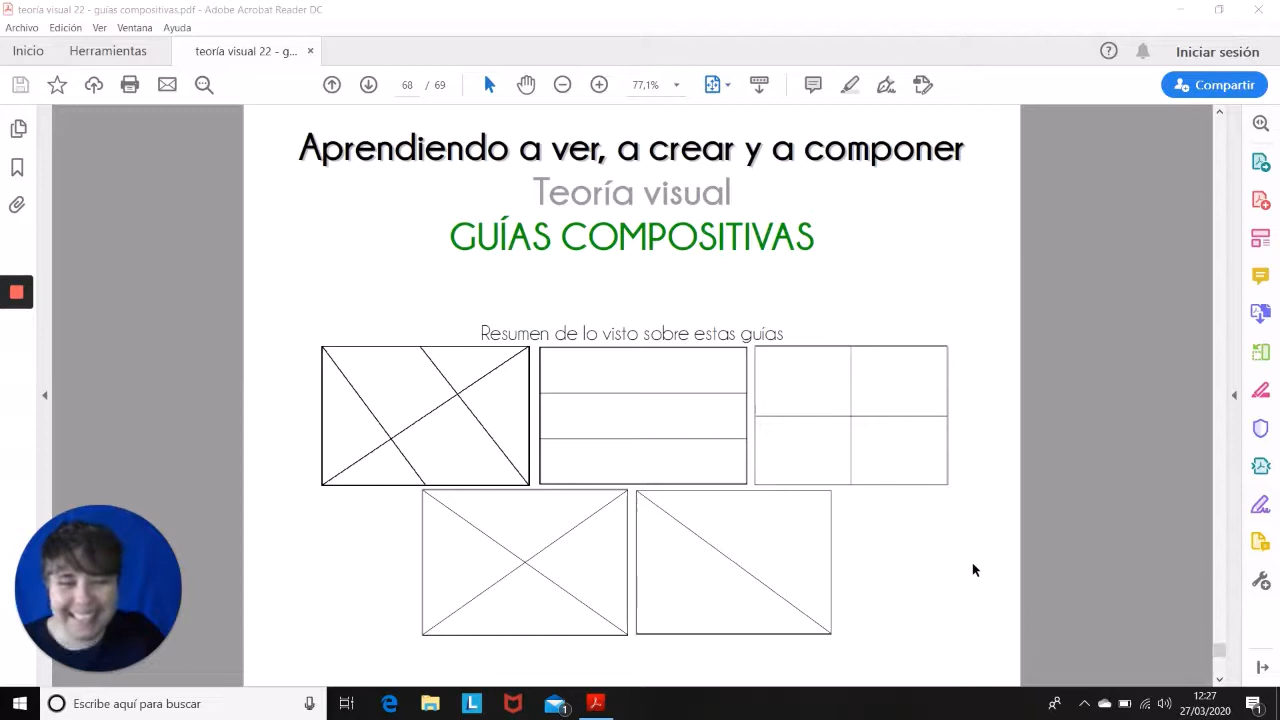 teoría visual 22 - guías compositivas.pdf - Adobe Acrobat Reader DC
Archivo Edición Ver Ventana Ayuda
Inicio Herramientas teoría visual 22 - g... × Iniciar sesión
68 / 69 77,1% Compartir
Aprendiendo a ver, a crear y a componer
Teoría visual
GUÍAS COMPOSITIVAS
Resumen de lo visto sobre estas guías
Escribe aquí para buscar
1
12:27
27/03/2020
1